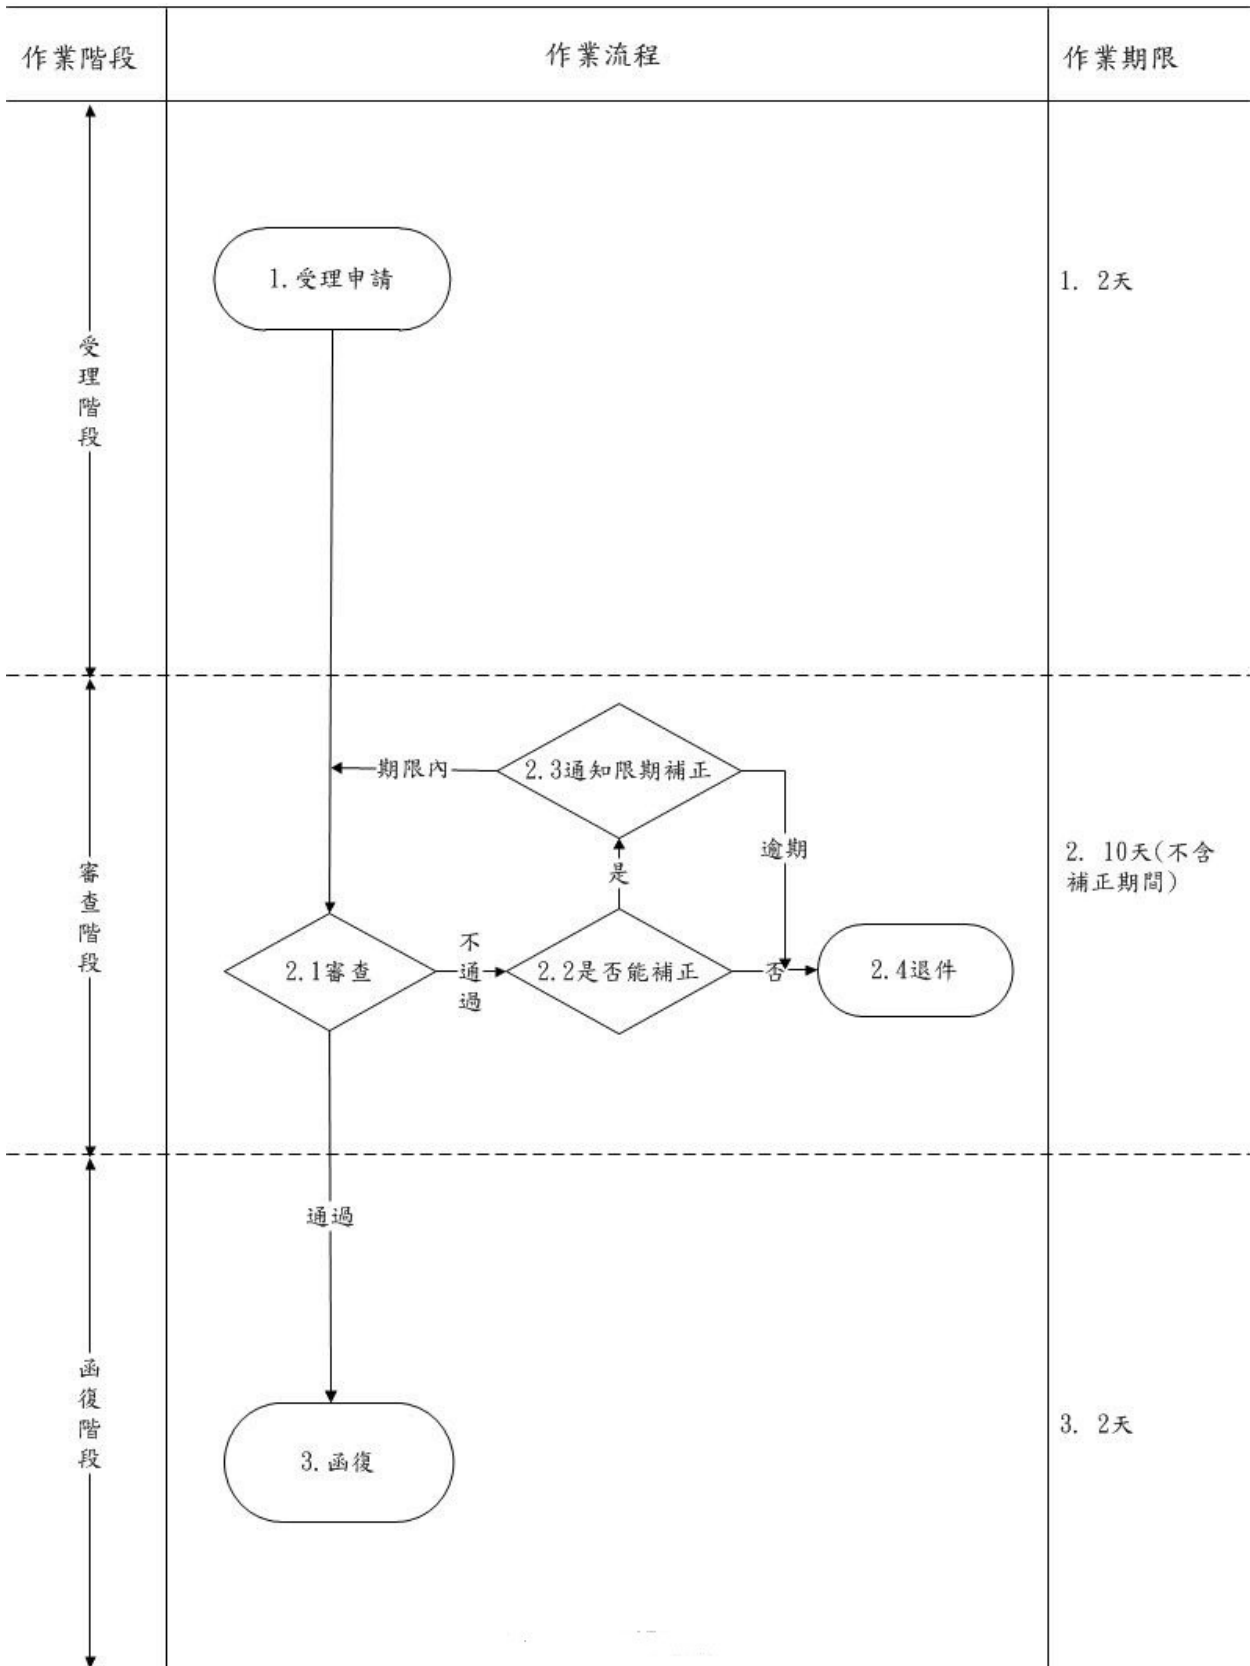 作業階段
作業流程
作業期限
受理階段
1.受理申請
1. 2天
審查階段
2.3通知限期補正
期限內
逾期
是
2.1審查
不通過
2.2是否能補正
否
2.4退件
2. 10天(不含
補正期間)
函復階段
通過
3.函復
3. 2天